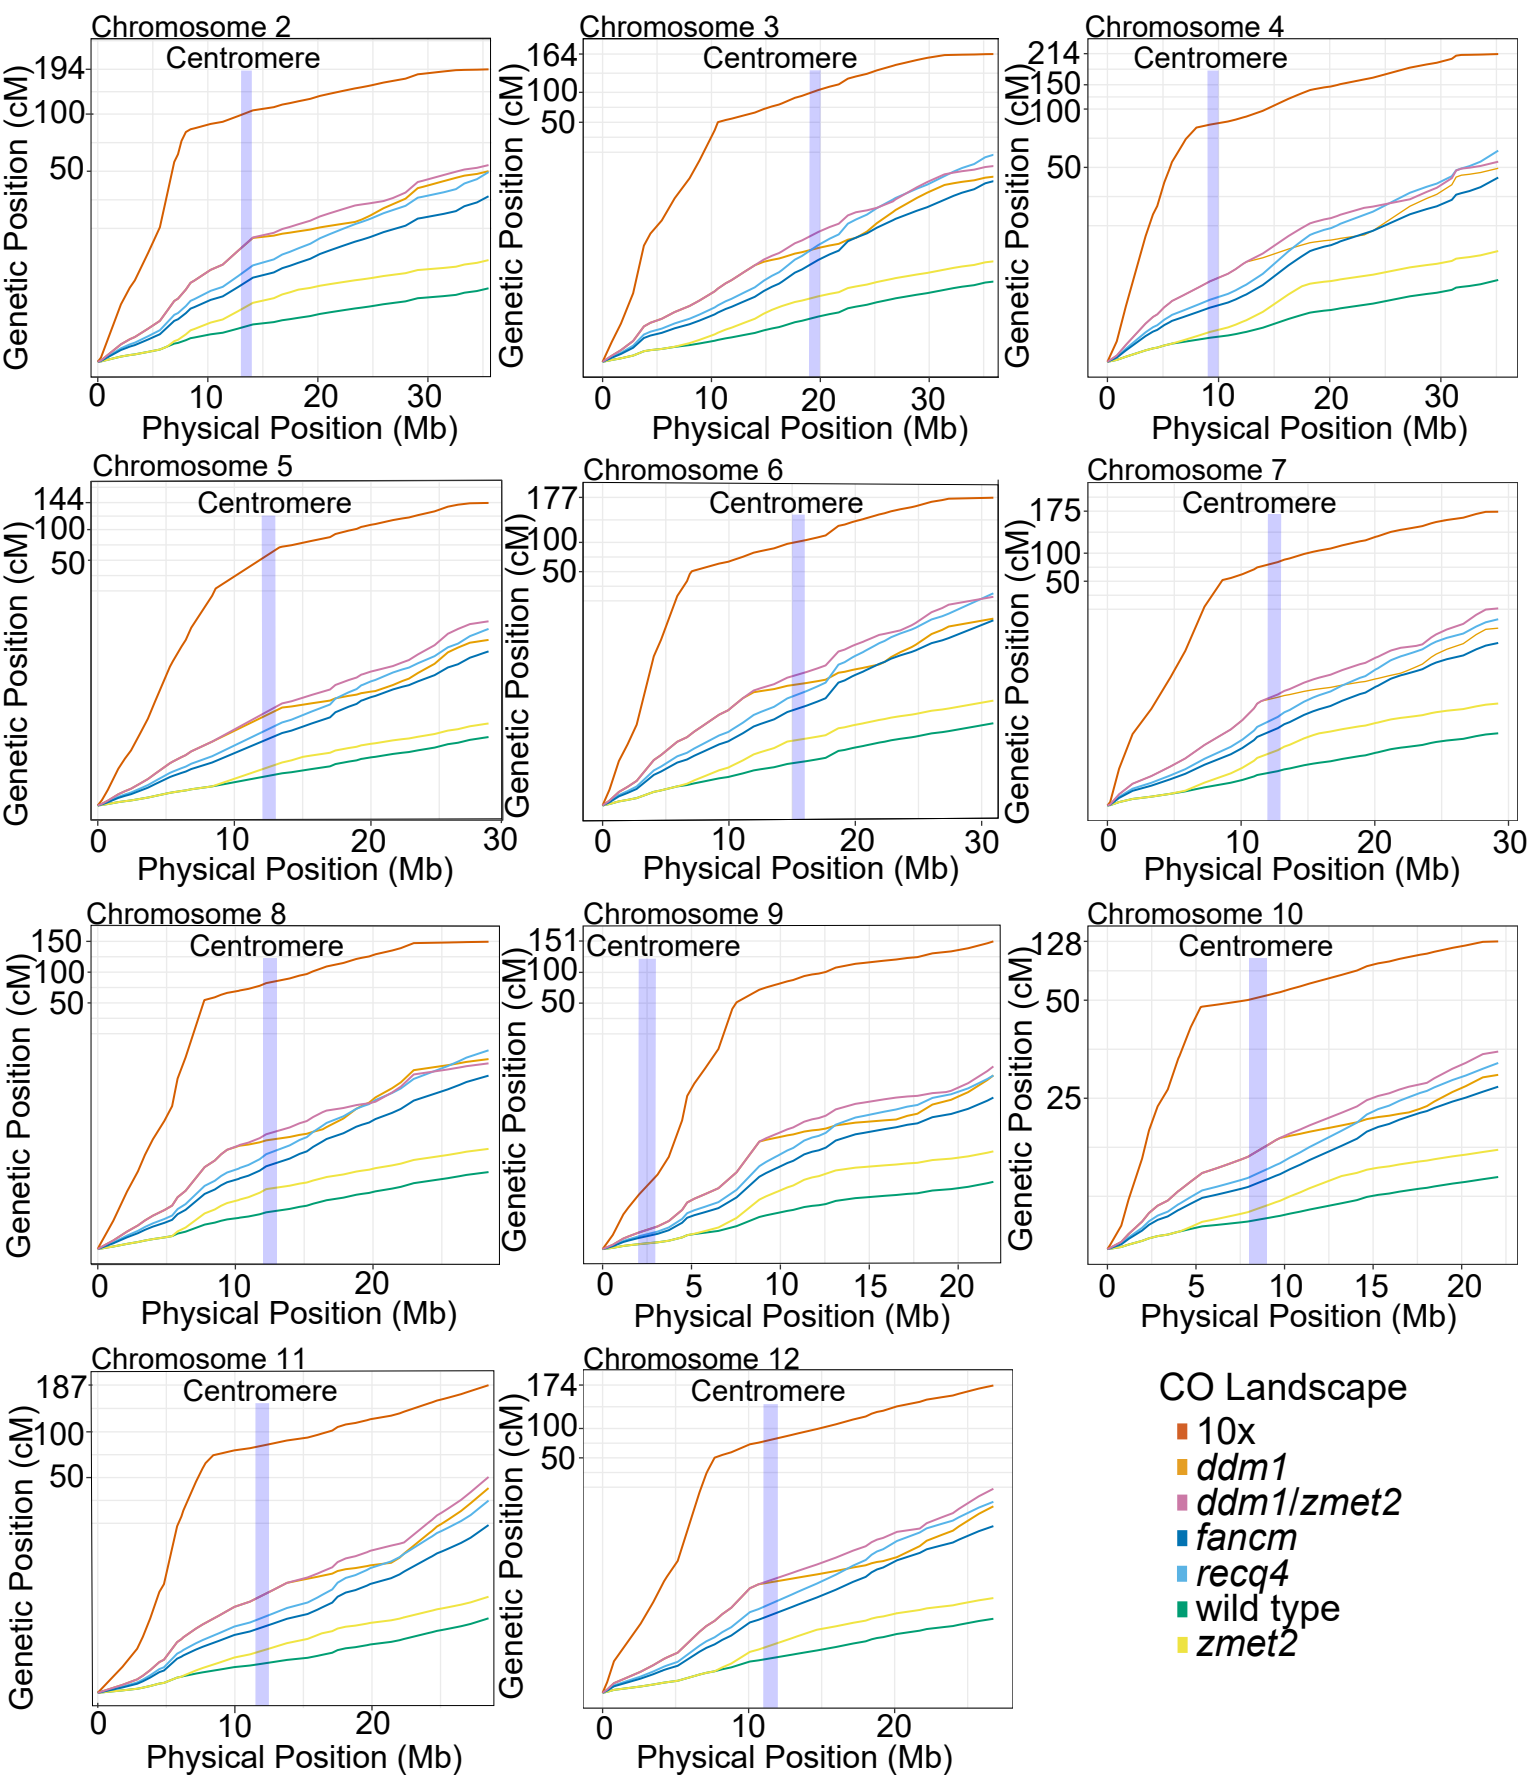 Chromosome 2
Centromere
Genetic Position (cM)
194
100
50
0 10 20 30
Physical Position (Mb)
Chromosome 3
Centromere
Genetic Position (cM)
164
100
50
0 10 20 30
Physical Position (Mb)
Chromosome 4
Centromere
Genetic Position (cM)
214
150
100
50
0 10 20 30
Physical Position (Mb)
Chromosome 5
Centromere
Genetic Position (cM)
144
100
50
0 10 20 30
Physical Position (Mb)
Chromosome 6
Centromere
Genetic Position (cM)
177
100
50
0 10 20 30
Physical Position (Mb)
Chromosome 7
Centromere
Genetic Position (cM)
175
100
50
0 10 20 30
Physical Position (Mb)
Chromosome 8
Centromere
Genetic Position (cM)
150
100
50
0 10 20
Physical Position (Mb)
Chromosome 9
Centromere
Genetic Position (cM)
151
100
50
0 5 10 15 20
Physical Position (Mb)
Chromosome 10
Centromere
Genetic Position (cM)
128
50
25
0 5 10 15 20
Physical Position (Mb)
Chromosome 11
Centromere
Genetic Position (cM)
187
100
50
0 10 20
Physical Position (Mb)
Chromosome 12
Centromere
Genetic Position (cM)
174
100
50
0 10 20
Physical Position (Mb)
CO Landscape
10x
ddm1
ddm1/zmet2
fancm
recq4
wild type
zmet2